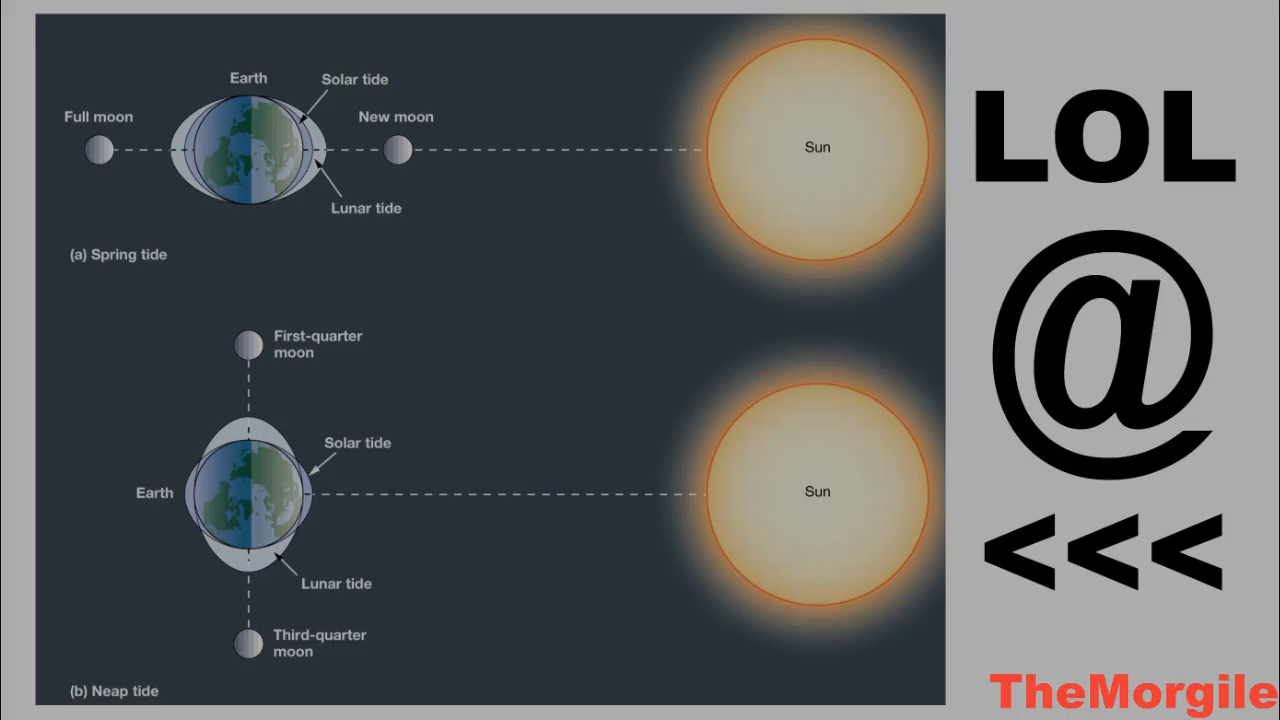 Earth
Solar tide
Full moon
New moon
Sun
Lunar tide
(a) Spring tide
First-quarter
moon
Solar tide
Earth
Sun
Lunar tide
Third-quarter
moon
(b) Neap tide
LOL
@
<<<
TheMorgile